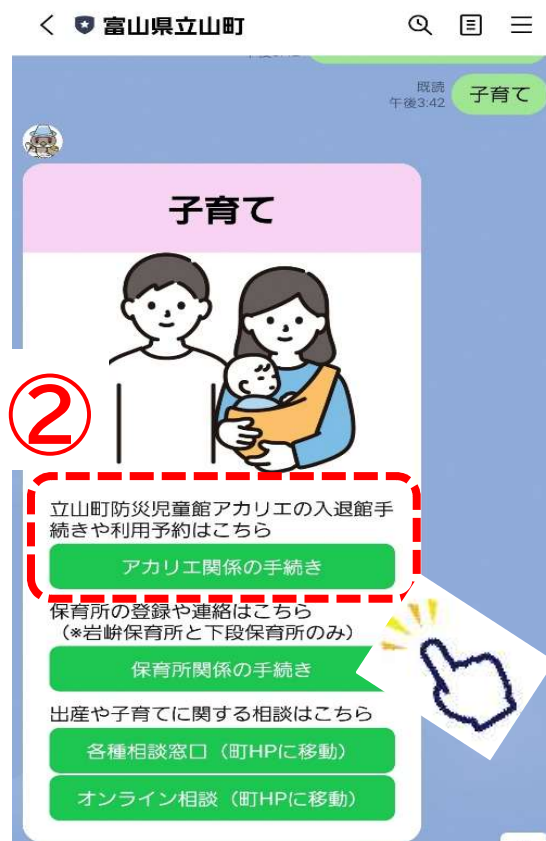 富山県立山町
既読
午後3:42
子育て
子育て
②
立山町防災児童館アカリエの入退館手
続きや利用予約はこちら
アカリエ関係の手続き
保育所の登録や連絡はこちら
（※岩峅保育所と下段保育所のみ）
保育所関係の手続き
出産や子育てに関する相談はこちら
各種相談窓口（町HPに移動）
オンライン相談（町HPに移動）